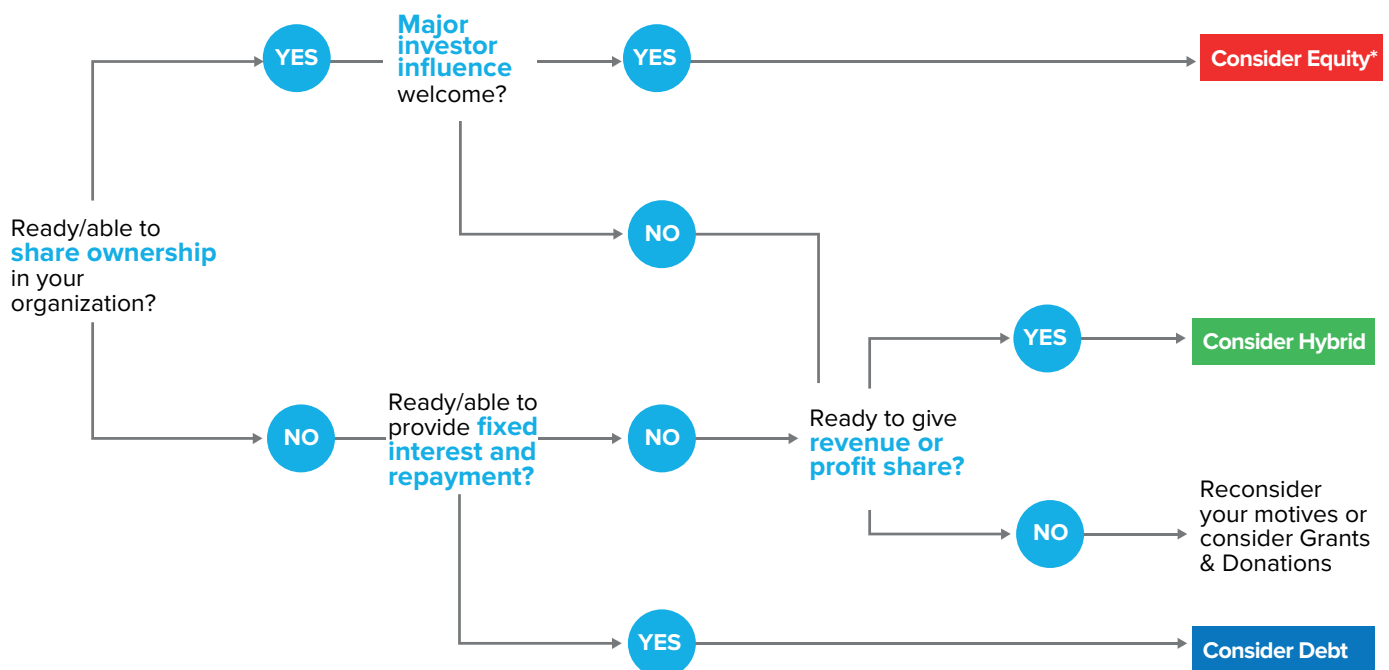 YES
Major
investor
influence
welcome?
YES
Consider Equity*
Ready/able to
share ownership
in your
organization?
NO
YES
Consider Hybrid
NO
Ready/able to
provide fixed
interest and
repayment?
NO
Ready to give
revenue or
profit share?
NO
Reconsider
your motives or
consider Grants
& Donations
YES
Consider Debt